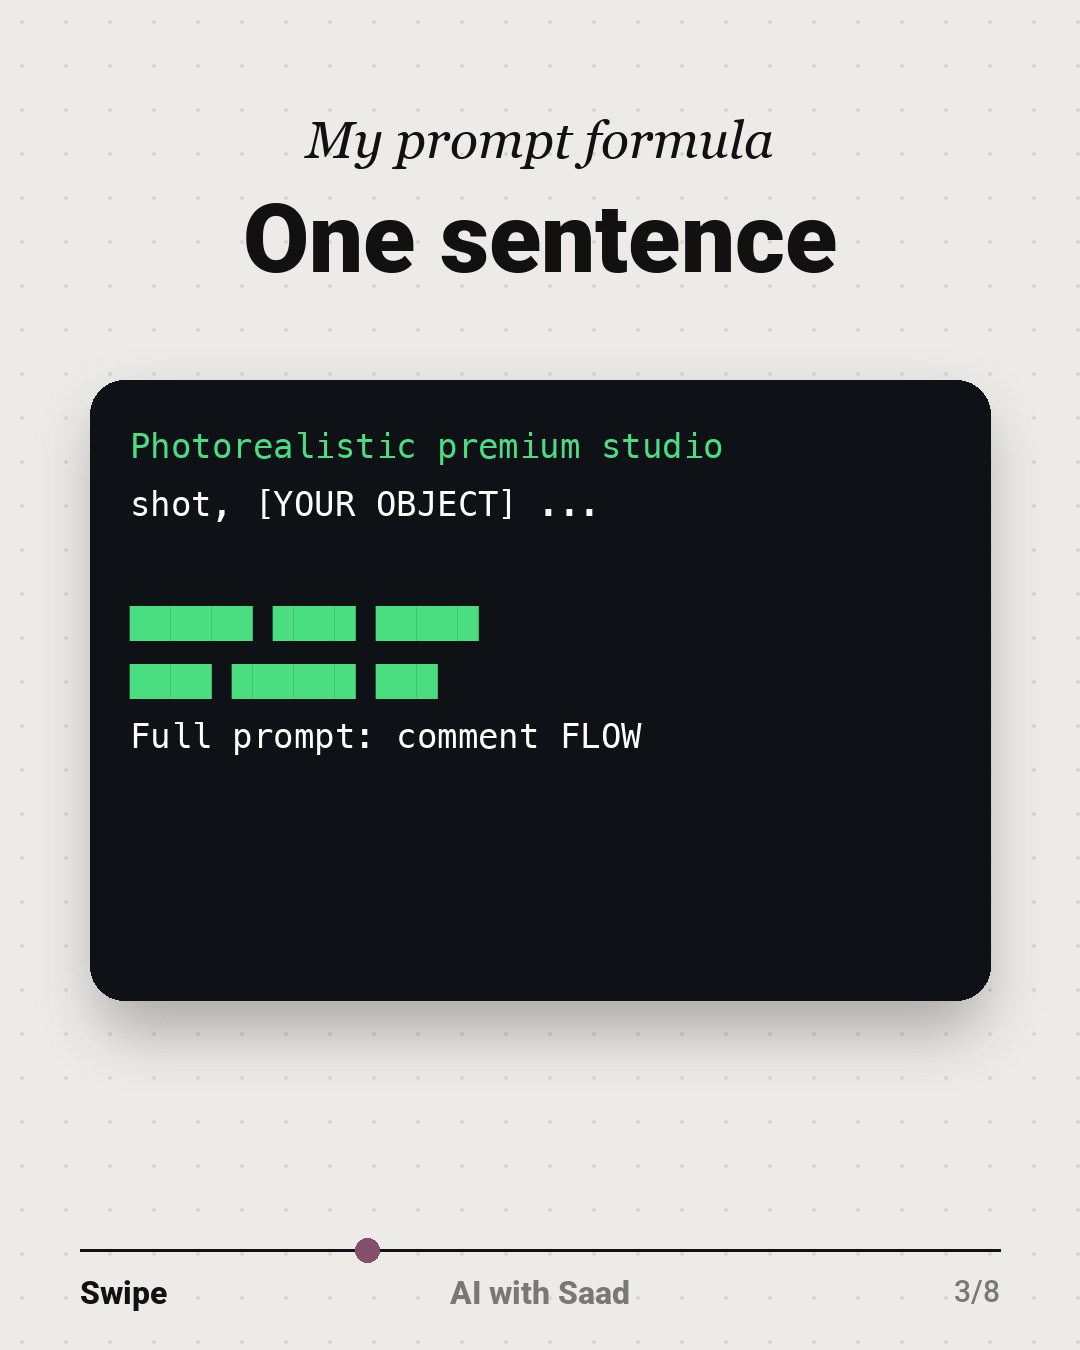 My prompt formula
One sentence
Photorealistic premium studio
shot, [YOUR OBJECT] ...
██████ ████ █████
████ ██████ ███
Full prompt: comment FLOW
Swipe
AI with Saad
3/8